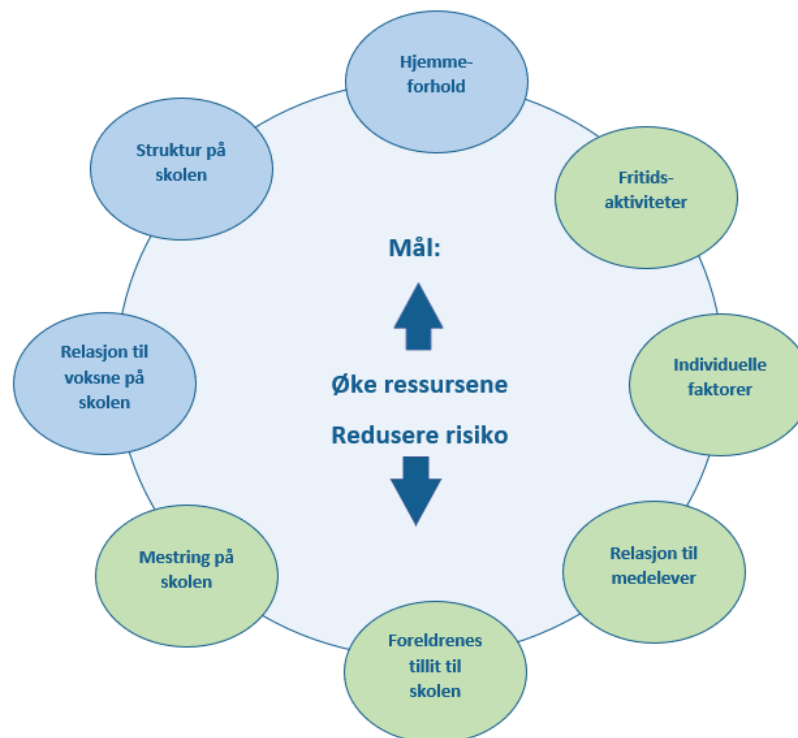 Hjemme-
forhold
Fritids-
aktiviteter
Individuelle
faktorer
Relasjon til
medelever
Foreldrenes
tillit til
skolen
Mestring på
skolen
Relasjon til
voksne på
skolen
Struktur på
skolen
Mål:
Øke ressursene
Redusere risiko